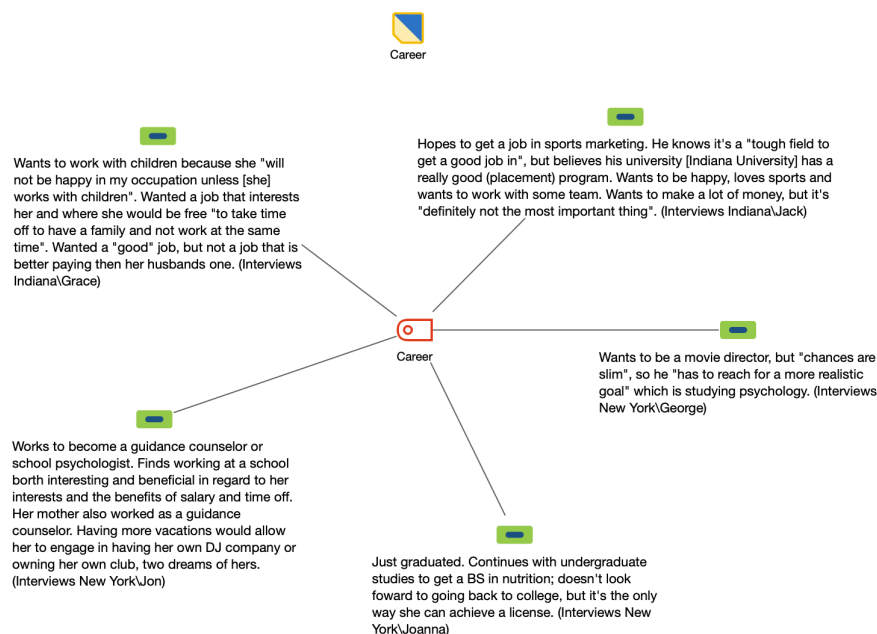 Career
Wants to work with children because she "will
not be happy in my occupation unless [she]
works with children". Wanted a job that interests
her and where she would be free "to take time
off to have a family and not work at the same
time". Wanted a "good" job, but not a job that is
better paying then her husbands one. (Interviews
Indiana\Grace)
Hopes to get a job in sports marketing. He knows it's a "tough field to
get a good job in", but believes his university [Indiana University] has a
really good (placement) program. Wants to be happy, loves sports and
wants to work with some team. Wants to make a lot of money, but it's
"definitely not the most important thing". (Interviews Indiana\Jack)
Career
Wants to be a movie director, but "chances are
slim", so he "has to reach for a more realistic
goal" which is studying psychology. (Interviews
New York\George)
Works to become a guidance counselor or
school psychologist. Finds working at a school
borth interesting and beneficial in regard to her
interests and the benefits of salary and time off.
Her mother also worked as a guidance
counselor. Having more vacations would allow
her to engage in having her own DJ company or
owning her own club, two dreams of hers.
(Interviews New York\Jon)
Just graduated. Continues with undergraduate
studies to get a BS in nutrition; doesn't look
foward to going back to college, but it's the only
way she can achieve a license. (Interviews New
York\Joanna)